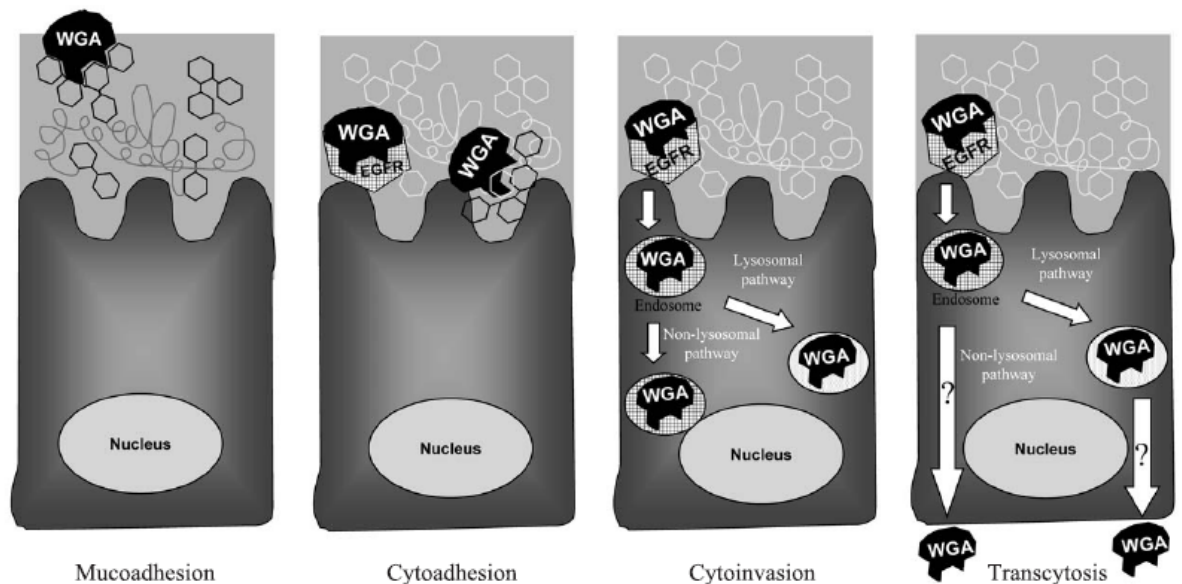 WGA
Nucleus
Mucoadhesion
WGA
EGFR
WGA
Nucleus
Cytoadhesion
WGA
EGFR
WGA
Endosome
Lysosomal
pathway
Non-lysosomal
pathway
WGA
WGA
Nucleus
Cytoinvasion
WGA
EGFR
WGA
Endosome
Lysosomal
pathway
Non-lysosomal
pathway
WGA
?
?
Nucleus
WGA
WGA
Transcytosis